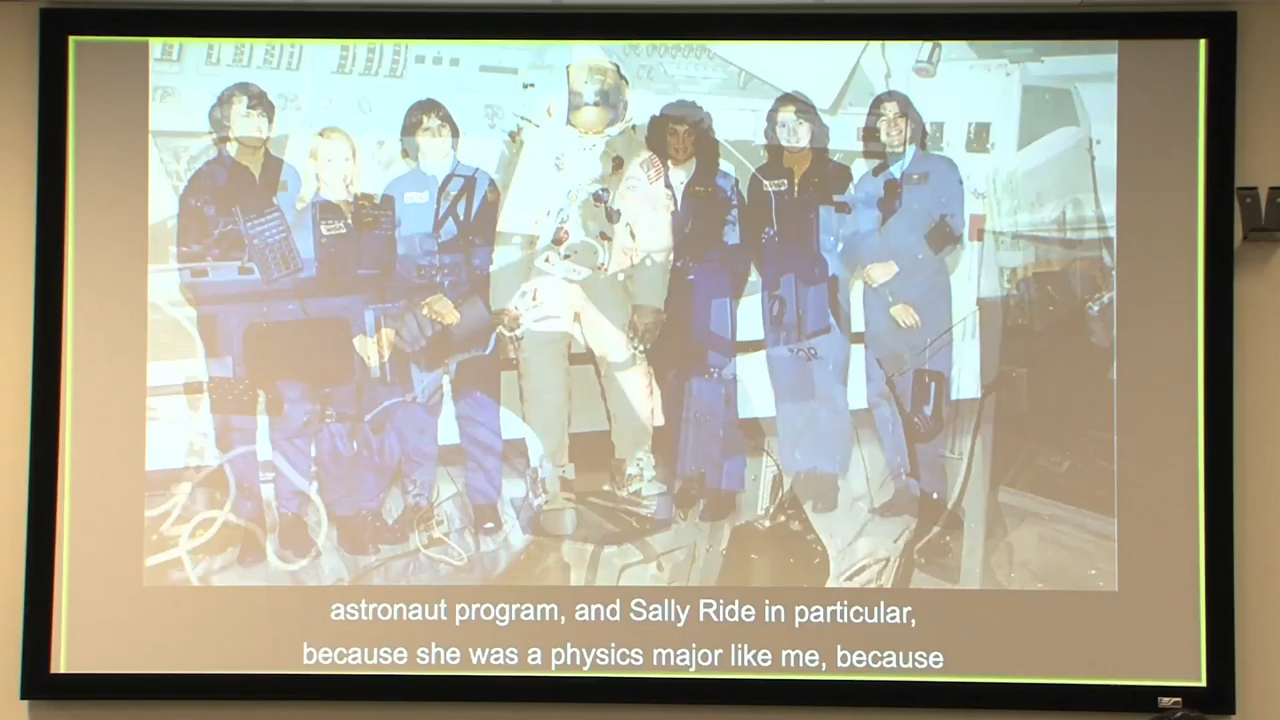 astronaut program, and Sally Ride in particular,
because she was a physics major like me, because